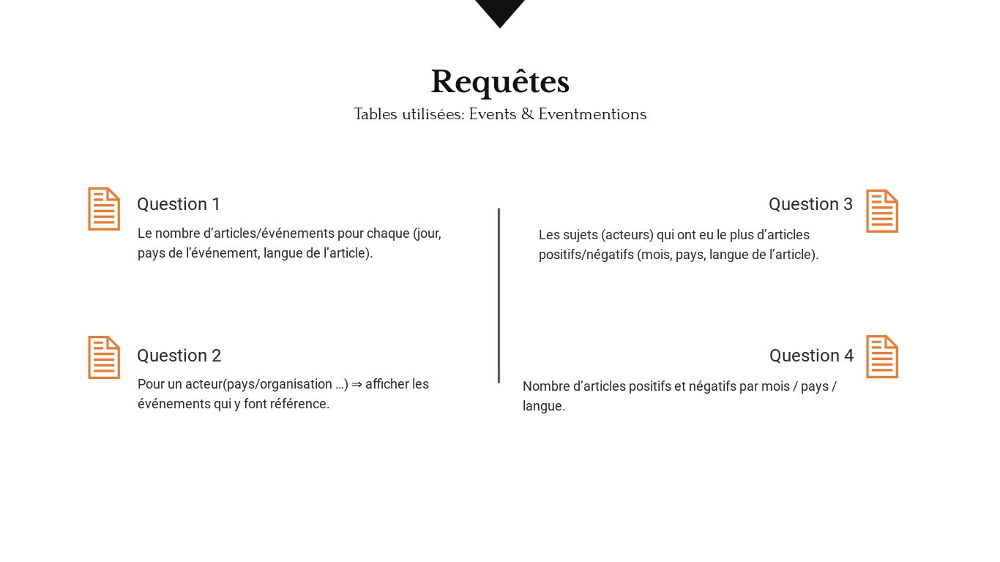 Requêtes
Tables utilisées: Events & Eventmentions
Question 1
Le nombre d’articles/événements pour chaque (jour,
pays de l’événement, langue de l’article).
Question 2
Pour un acteur(pays/organisation ...) ⇒ afficher les
événements qui y font référence.
Question 3
Les sujets (acteurs) qui ont eu le plus d’articles
positifs/négatifs (mois, pays, langue de l’article).
Question 4
Nombre d’articles positifs et négatifs par mois / pays /
langue.